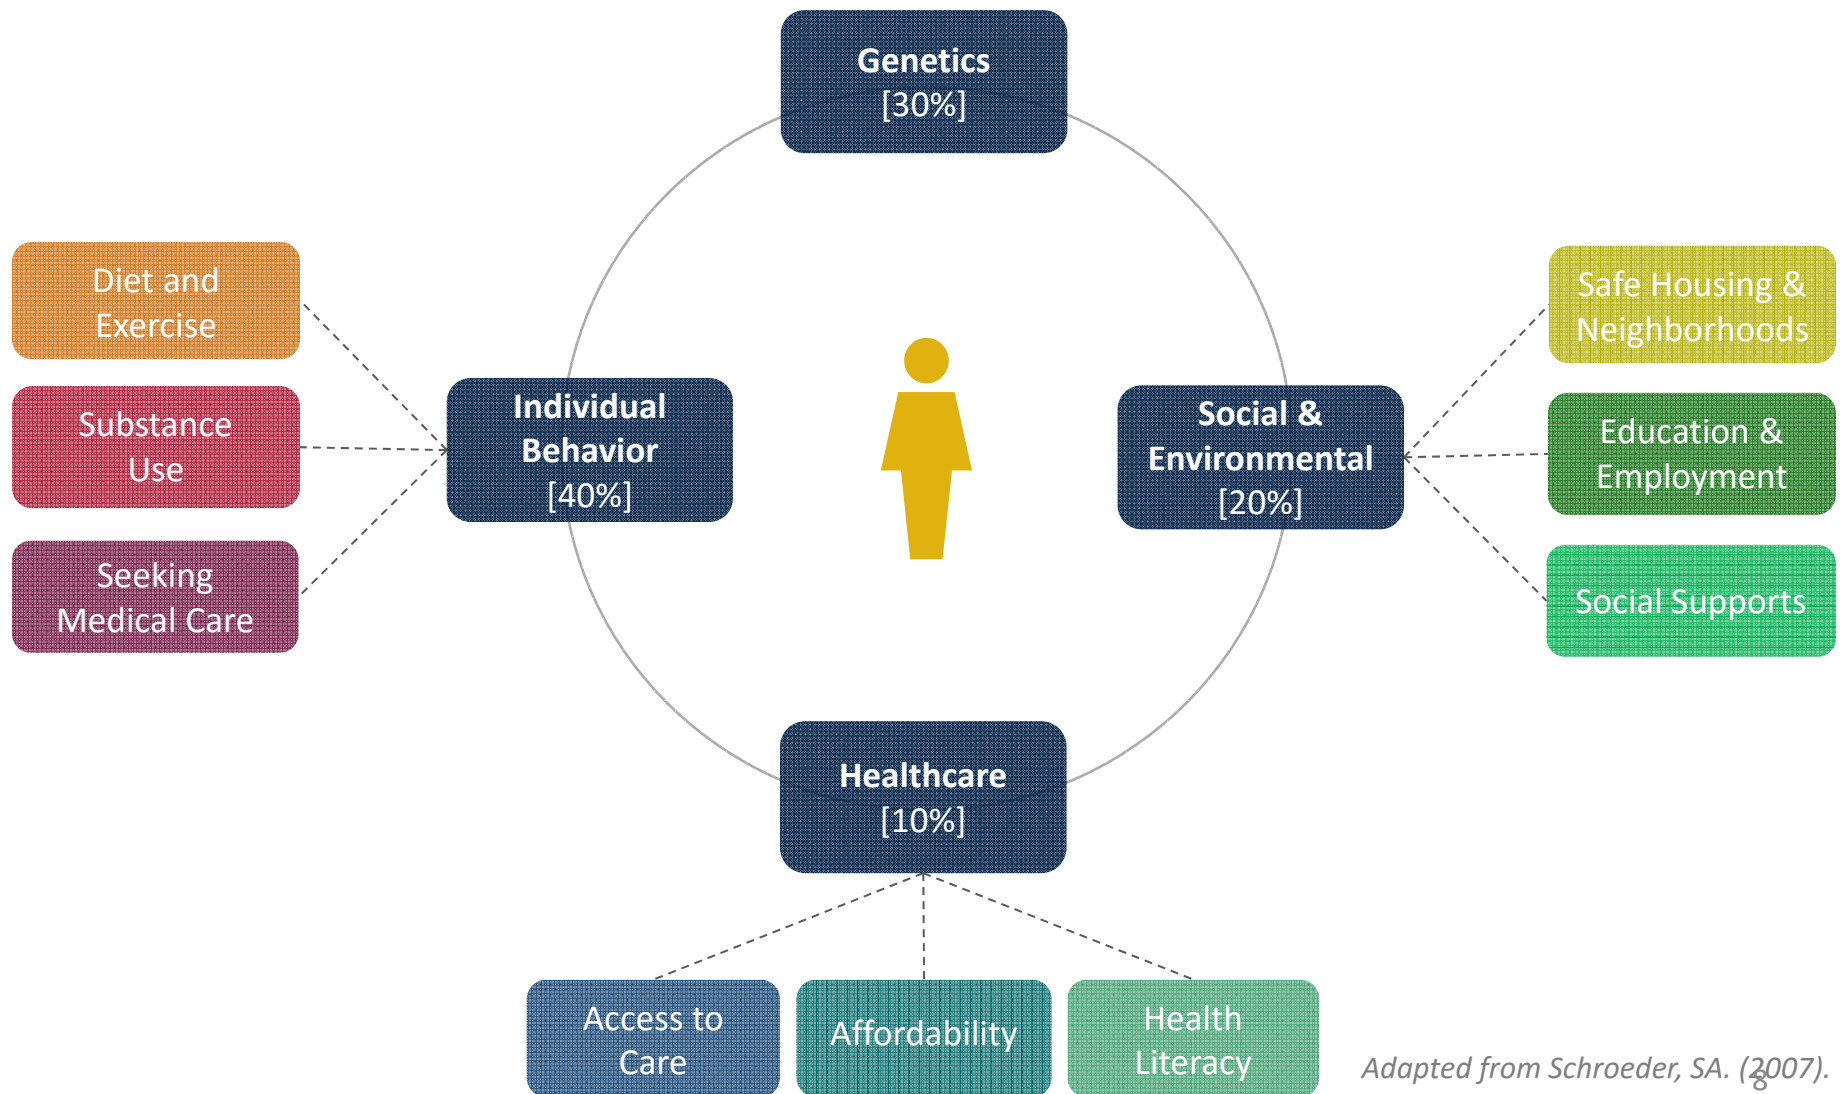 Genetics
[30%]
Diet and
Exercise
Substance
Use
Seeking
Medical Care
Individual
Behavior
[40%]
Social &
Environmental
[20%]
Safe Housing &
Neighborhoods
Education &
Employment
Social Supports
Healthcare
[10%]
Access to
Care
Affordability
Health
Literacy
Adapted from Schroeder, SA. (2007).
8